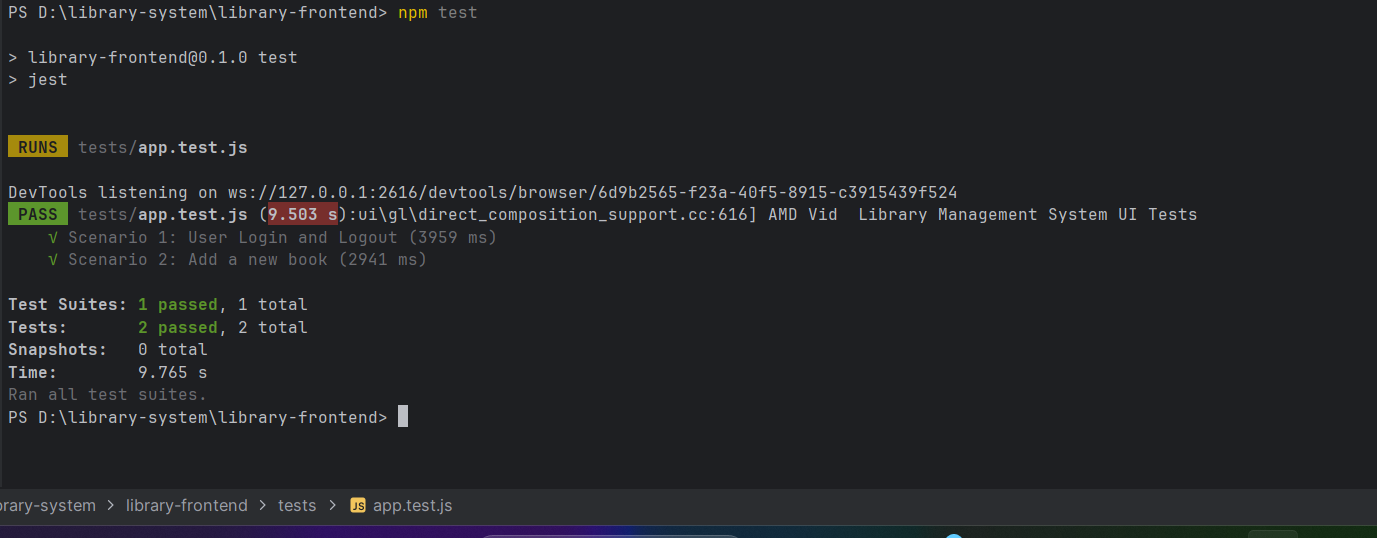 PS D:\library-system\library-frontend> npm test
> library-frontend@0.1.0 test
> jest
RUNS tests/app.test.js
DevTools listening on ws://127.0.0.1:2616/devtools/browser/6d9b2565-f23a-40f5-8915-c3915439f524
PASS tests/app.test.js (9.503 s):ui\gl\direct_composition_support.cc:616] AMD Vid  Library Management System UI Tests
√ Scenario 1: User Login and Logout (3959 ms)
√ Scenario 2: Add a new book (2941 ms)
Test Suites: 1 passed, 1 total
Tests:       2 passed, 2 total
Snapshots:   0 total
Time:        9.765 s
Ran all test suites.
PS D:\library-system\library-frontend>
brary-system > library-frontend > tests > JS app.test.js